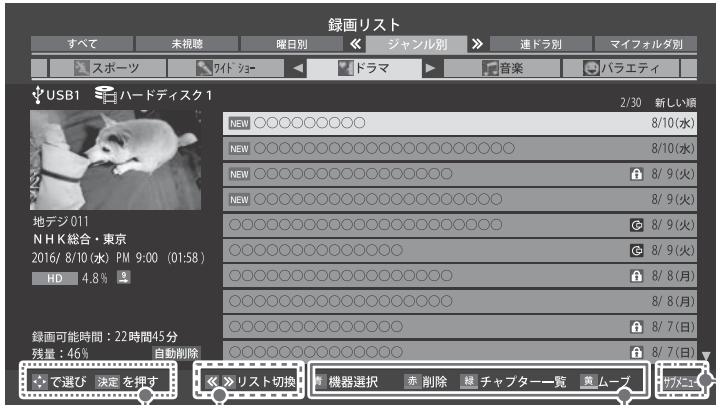 録画リスト
すべて 未視聴 曜日別 ≪ ジャンル別 ≫ 連ドラ別 マイフォルダ別
スポーツ ワイドショー ◀ ドラマ ▶ 音楽 バラエティ
USB1 ハードディスク1 2/30 新しい順
NEW ○○○○○○○○○ 8/10(水)
NEW ○○○○○○○○○○○○○○○○○○○○○ 8/10(水)
NEW ○○○○○○○○○○○○○○○○ 8/ 9(火)
NEW ○○○○○○○○○○○○○○○○○○○○ 8/ 9(火)
○○○○○○○○○○○○○○○○○○○○○○ 8/ 9(火)
○○○○○○○○○○○○○○ 8/ 9(火)
○○○○○○○○○○○○○○○○○○ 8/ 8(月)
○○○○○○○○○○○○○○○○○○ 8/ 8(月)
○○○○○○○○○○○○○○ 8/ 7(日)
○○○○○○○○○○○○○○ 8/ 7(日)
地デジ011
NHK総合・東京
2016/ 8/10(水) PM 9:00 (01:58)
HD 4.8% 9
録画可能時間:22時間45分
残量:46% 自動削除
で選び 決定 を押す ≪ ≫ リスト切換 青 機器選択 赤 削除 緑 チャプター一覧 黄 ムーブ サブメニュー